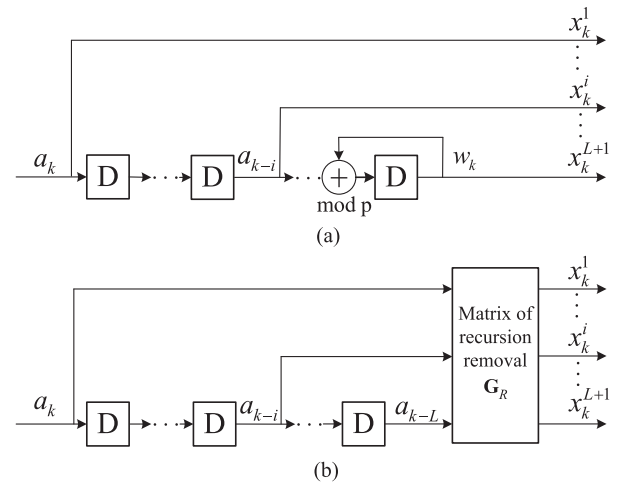 x_k^1
x_k^i
a_k D D a_{k-i} + D w_k x_k^{L+1}
mod p
(a)
x_k^1
Matrix of
recursion
removal
G_R
x_k^i
a_k D D a_{k-i} D a_{k-L} x_k^{L+1}
(b)